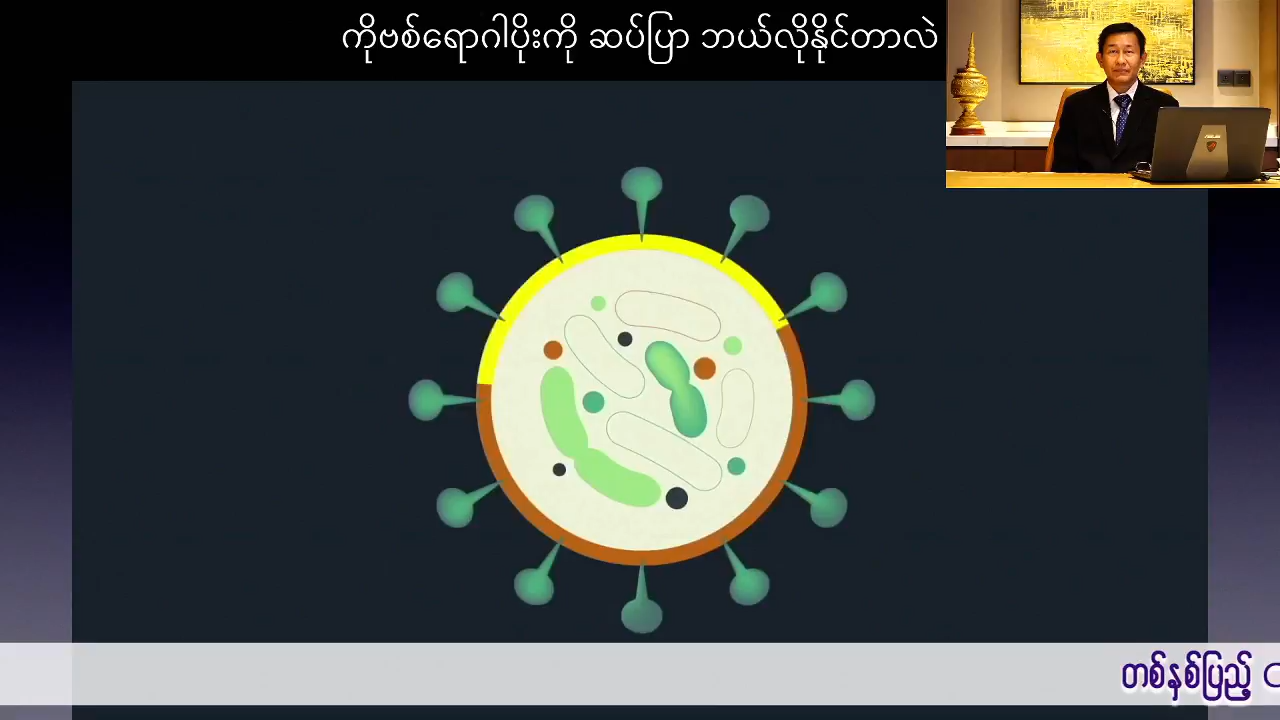 ကိုဗစ်ရောဂါပိုးကို ဆပ်ပြာ ဘယ်လိုနိုင်တာလဲ
တစ်နှစ်ပြည့်